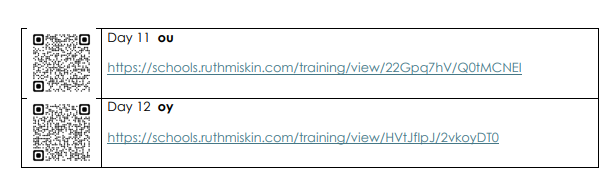 Day 11 ou
https://schools.ruthmiskin.com/training/view/22Gpq7hV/Q0tMCNEI
Day 12 oy
https://schools.ruthmiskin.com/training/view/HVtJflpJ/2vkoyDT0